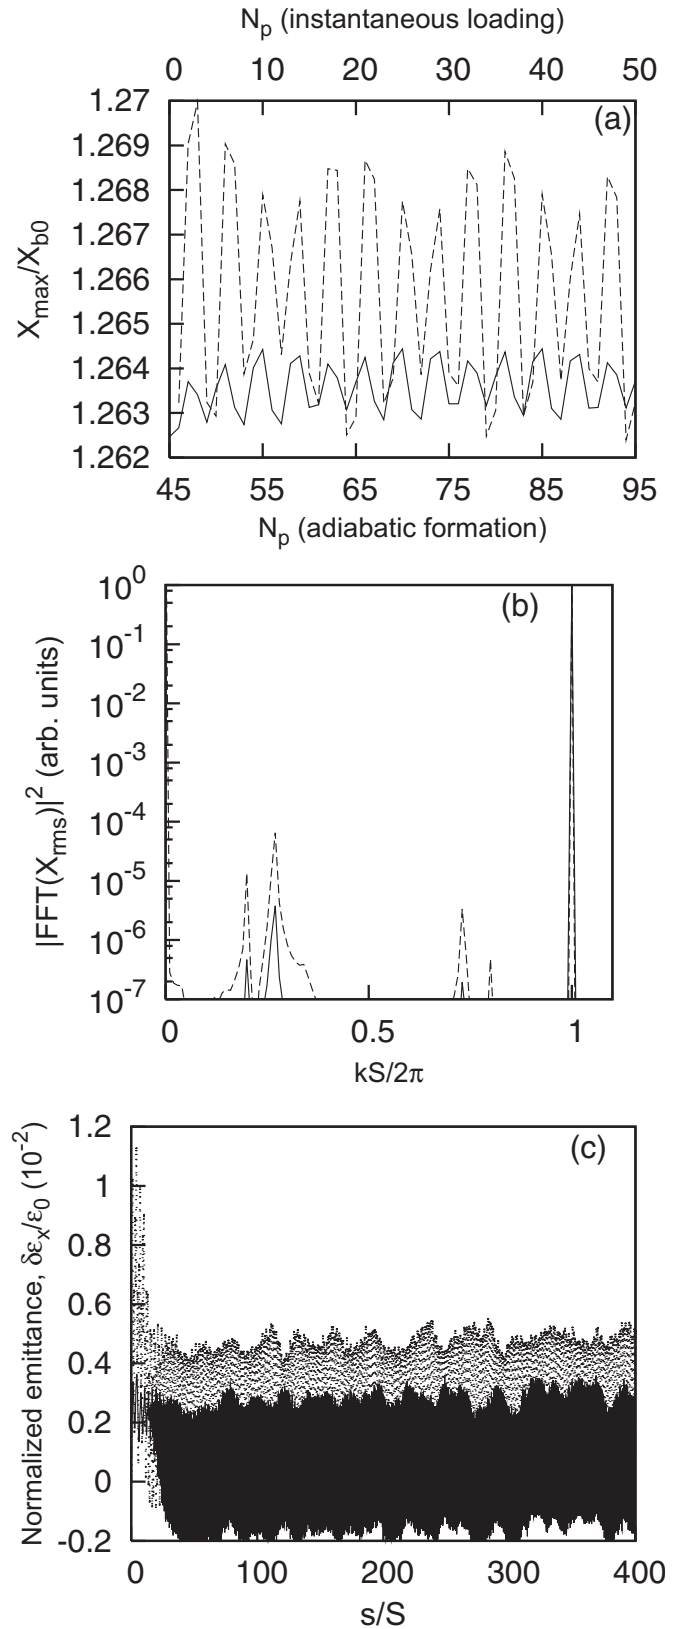 N_p (instantaneous loading)
0 10 20 30 40 50
(a)
1.27
1.269
1.268
1.267
1.266
1.265
1.264
1.263
1.262
X_max/X_b0
45 55 65 75 85 95
N_p (adiabatic formation)
(b)
10^0
10^-1
10^-2
10^-3
10^-4
10^-5
10^-6
10^-7
|FFT(X_rms)|^2 (arb. units)
0 0.5 1
kS/2π
(c)
1.2
1
0.8
0.6
0.4
0.2
0
-0.2
Normalized emittance, δε_x/ε_0 (10^-2)
0 100 200 300 400
s/S